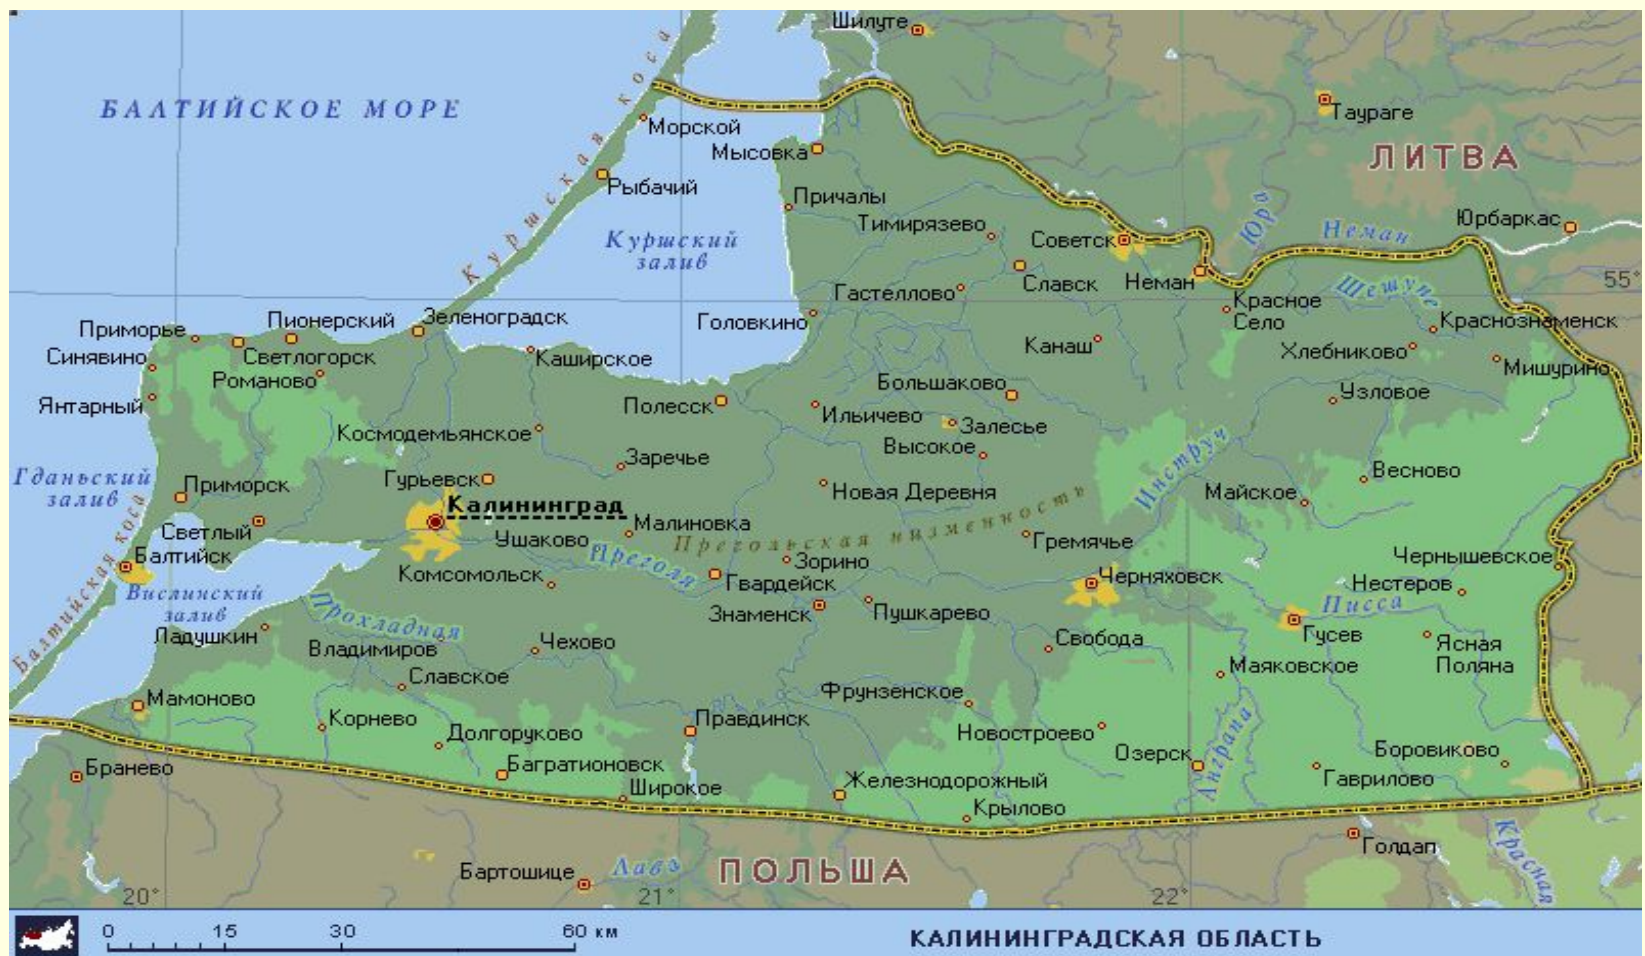 Шилуте
БАЛТИЙСКОЕ МОРЕ
Куршская коса
Таураге
Морской
Мысовка
ЛИТВА
Рыбачий
Причалы
Тимирязево
Советск
Юра
Неман
Юрбаркас
Куршский
залив
Славск
Неман
55°
Шешупе
Гастеллово
Красное
Село
Приморье
Пионерский
Зеленоградск
Головкино
Краснознаменск
Синявино
Светлогорск
Каширское
Канаш
Хлебниково
Мишурино
Романово
Большаково
Узловое
Янтарный
Полесск
Ильичево
Залесье
Космодемьянское
Высокое
Инструч
Заречье
Весново
Гданьский
залив
Приморск
Гурьевск
Новая Деревня
Майское
Калининград
Прегольская низменность
Светлый
Ушаково
Малиновка
Гремячье
Балтийск
Преголя
Зорино
Чернышевское
Балтийская коса
Комсомольск
Гвардейск
Черняховск
Нестеров
Вислинский
залив
Прохладная
Знаменск
Пушкарево
Писса
Ладушкин
Гусев
Владимиров
Чехово
Свобода
Ясная
Поляна
Славское
Маяковское
Мамоново
Фрунзенское
Корнево
Правдинск
Долгоруково
Новостроево
Озерск
Анграпа
Боровиково
Бранево
Багратионовск
Железнодорожный
Гаврилово
Широкое
Крылово
Голдап
Красная
Бартошице
Лавъ
ПОЛЬША
20°
21°
22°
0 15 30 60 км
КАЛИНИНГРАДСКАЯ ОБЛАСТЬ